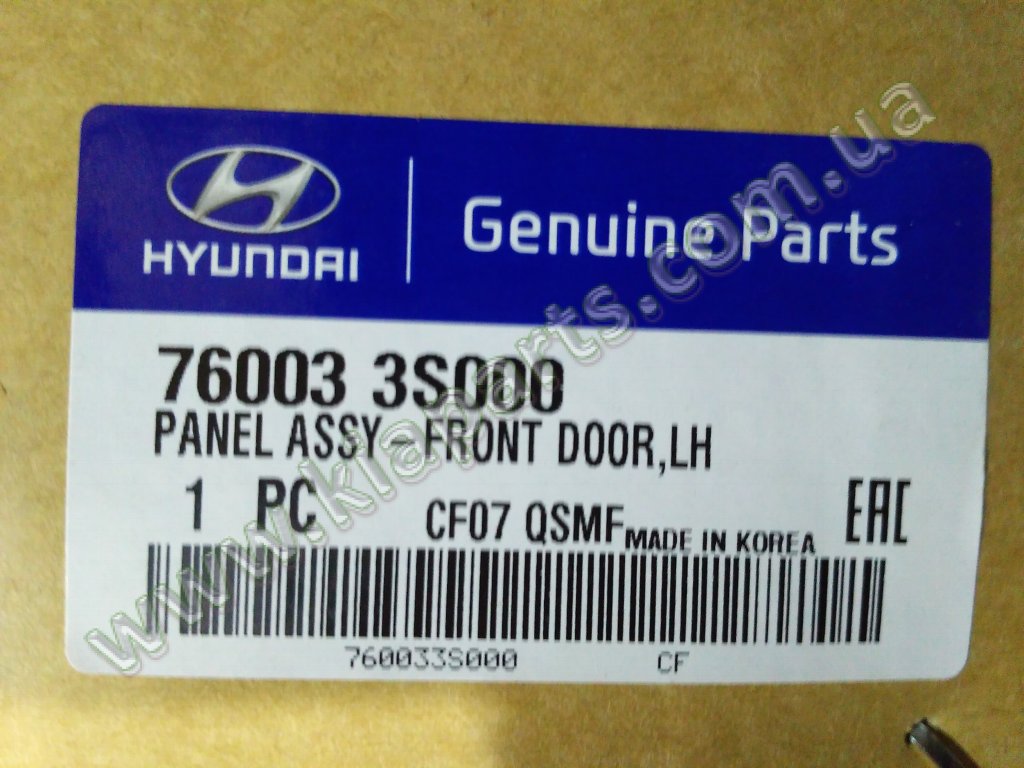 HYUNDAI
Genuine Parts
76003 3S000
PANEL ASSY-FRONT DOOR,LH
1 PC CF07 QSMF MADE IN KOREA EAC
760033S000 CF
www.kiaparts.com.ua